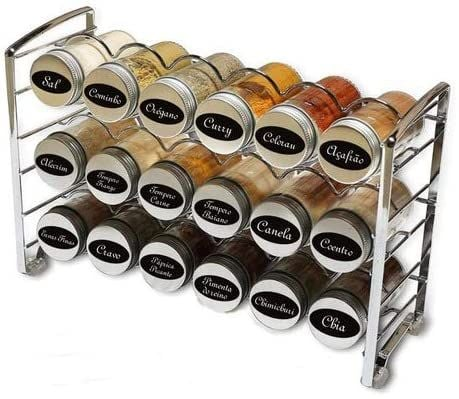 Sal
Cominho
Orégano
Curry
Colorau
Açafrão
Alecrim
Tempero
Frango
Tempero
Carne
Tempero
Baiano
Canela
Coentro
Ervas Finas
Cravo
Páprica
Picante
Pimenta
do reino
Chimichuri
Chia